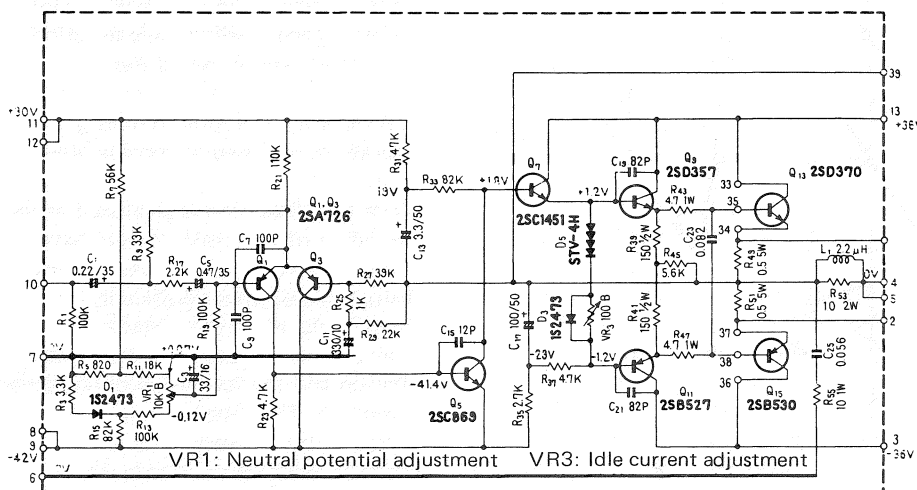 39
+30V
11
12
13
+36V
R7 56K
R21 110K
R31 47K
R33 82K
+1.8V
Q7
2SC1451
+1.2V
C19 82P
Q9
2SD357
R43
4.7 1W
33
35
34
Q13
2SD370
Q1, Q3
2SA726
C13 3.3/50
D5
STV-4H
R39
150 1/2W
C23
0.082
R45
5.6K
R49
0.5 5W
L1 2.2µH
0V
4
5
2
R53
10 2W
R51
0.5 5W
10
C1
0.22/35
R9 33K
R17
2.2K
C5
0.47/35
C7 100P
Q1
Q3
R27 39K
R25
1K
R29 22K
C11
330/10
R1
100K
R19
100K
C9
100P
C17 100/50
D3
1S2473
VR3 100 B
R41
150 1/2W
R47
4.7 1W
37
38
36
C15 12P
-23V
R37 4.7K
-1.2V
C21 82P
Q11
2SB527
Q15
2SB530
C25
0.056
R55
10 1W
7
R5 820
R11 18K
R3 3.3K
D1
1S2473
VR1
10K B
C3
33/16
-0.12V
R15
82K
R13
100K
R23 4.7K
-41.4V
Q5
2SC869
R35 2.7K
8
9
-42V
6
3
-36V
VR1: Neutral potential adjustment
VR3: Idle current adjustment